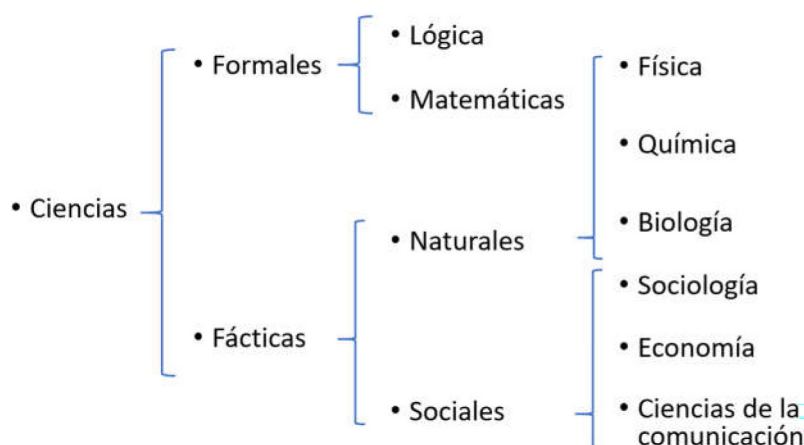 • Ciencias
• Formales
• Lógica
• Matemáticas
• Fácticas
• Naturales
• Física
• Química
• Biología
• Sociales
• Sociología
• Economía
• Ciencias de la
comunicación